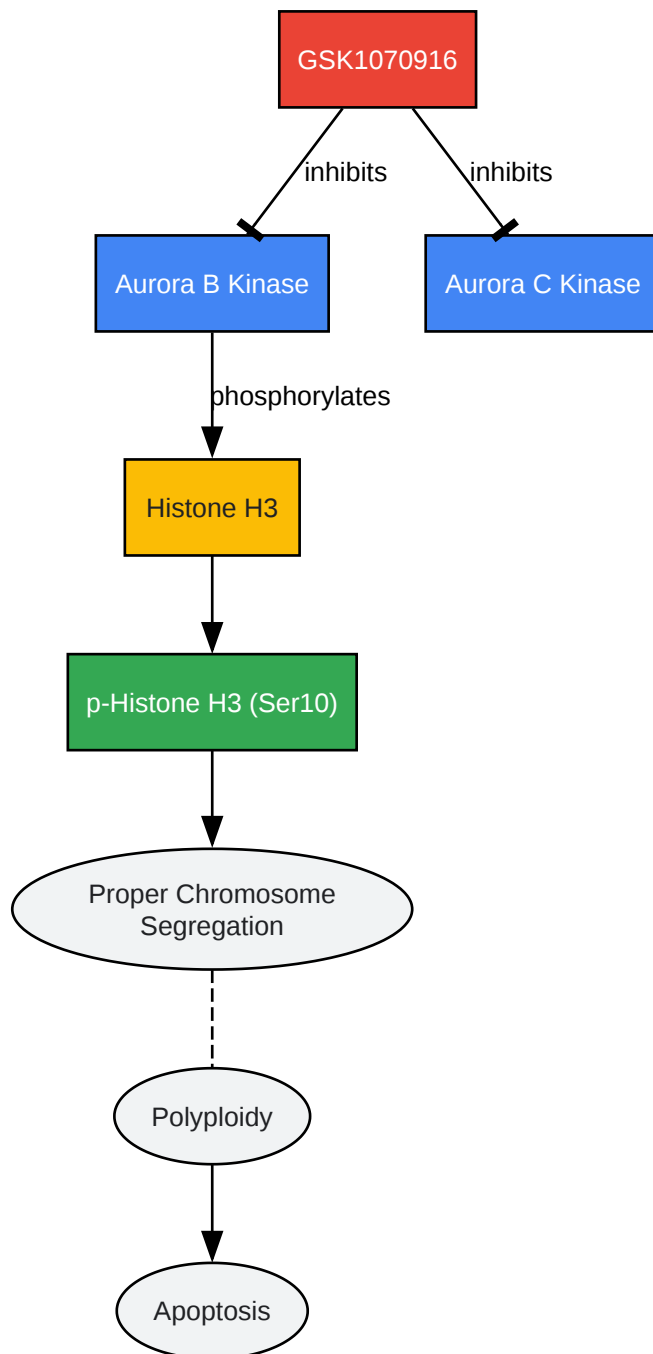 GSK1070916
inhibits
inhibits
Aurora B Kinase
Aurora C Kinase
phosphorylates
Histone H3
p-Histone H3 (Ser10)
Proper Chromosome
Segregation
Polyploidy
Apoptosis